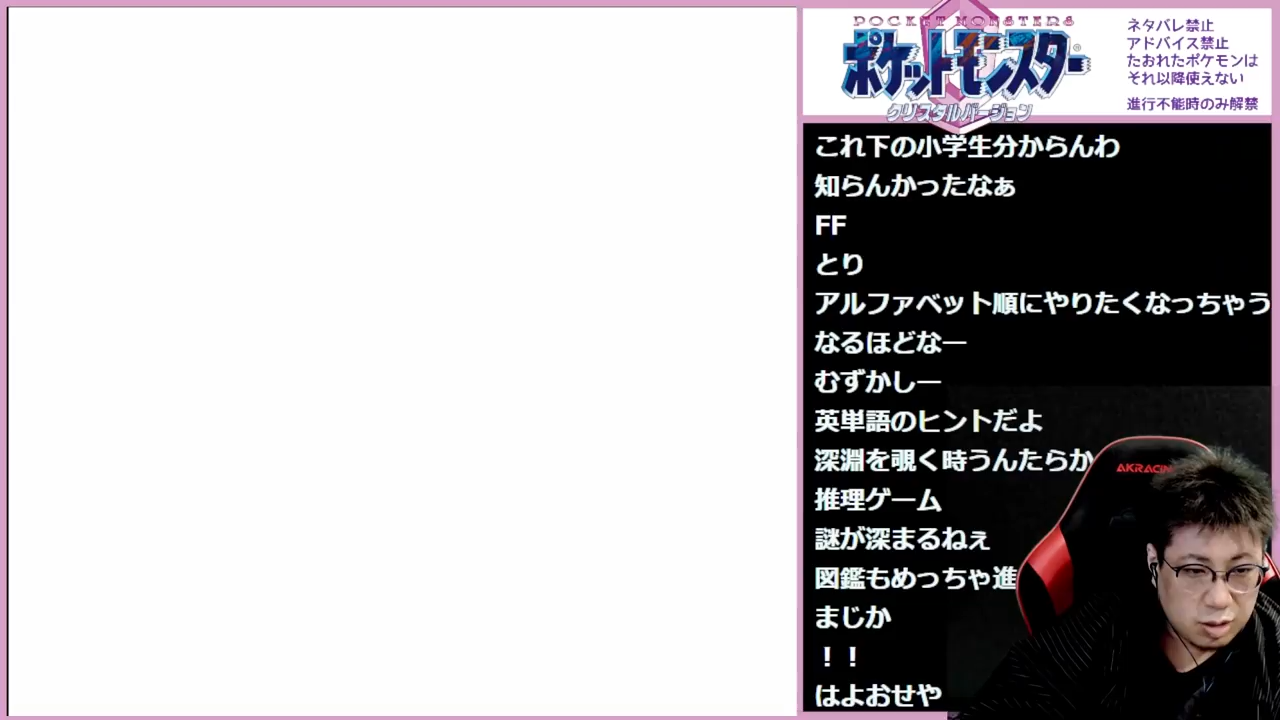 POCKET MONSTERS
ポケットモンスター
クリスタルバージョン
ネタバレ禁止
アドバイス禁止
たおれたポケモンは
それ以降使えない
進行不能時のみ解禁
これ下の小学生分からんわ
知らんかったなぁ
FF
とり
アルファベット順にやりたくなっちゃう
なるほどなー
むずかしー
英単語のヒントだよ
深淵を覗く時うんたらか
推理ゲーム
謎が深まるねぇ
図鑑もめっちゃ進
まじか
！！
はよおせや
AKRACIN